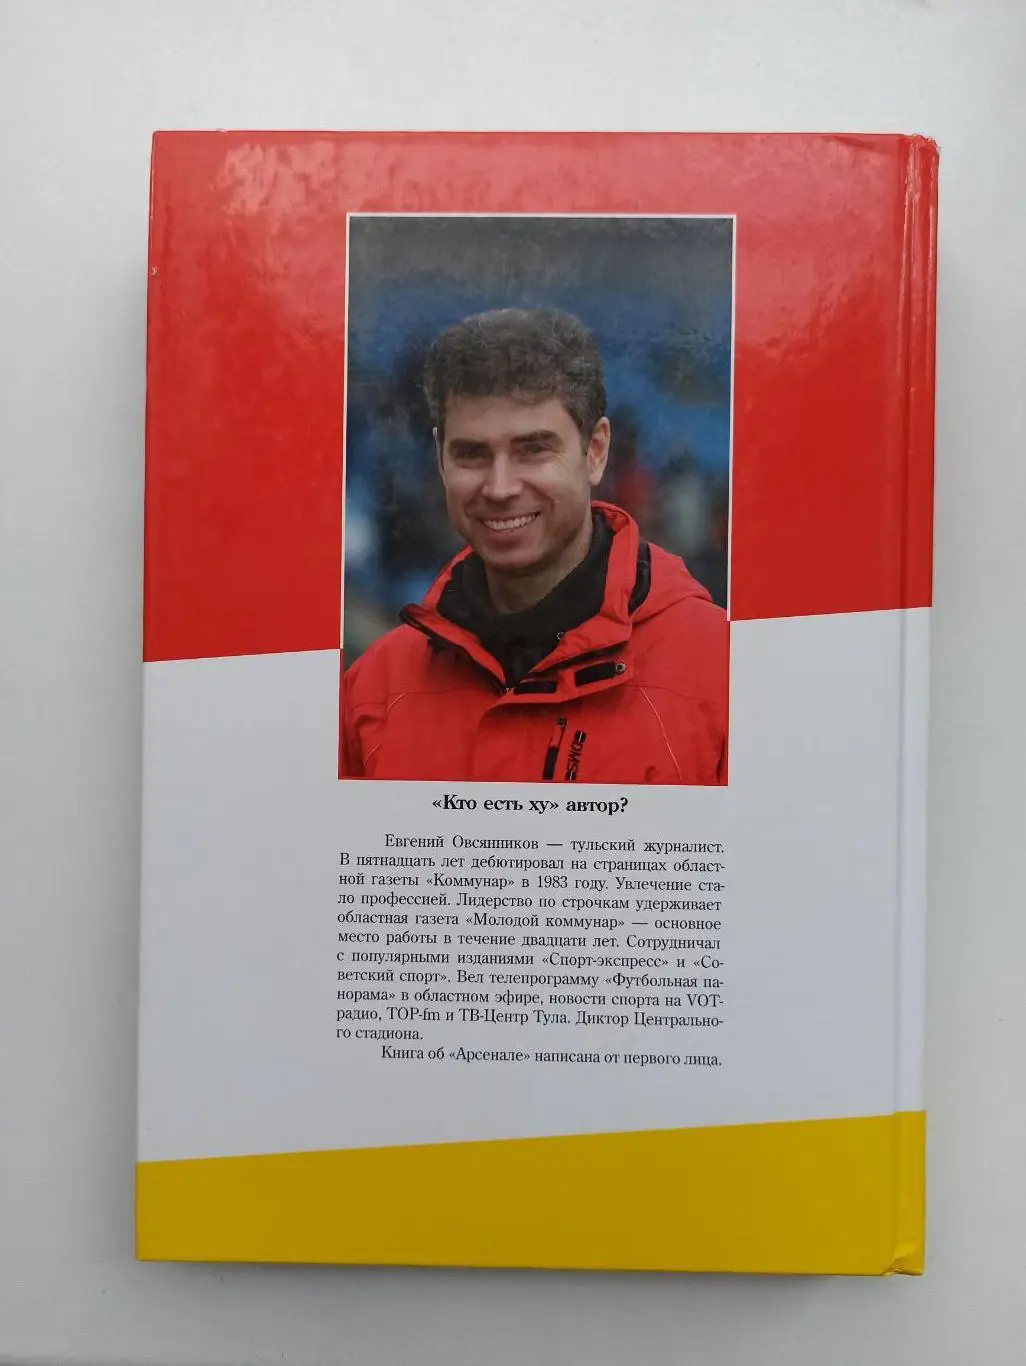 COMS
«Кто есть ху» автор?
Евгений Овсянников — тульский журналист.
В пятнадцать лет дебютировал на страницах област-
ной газеты «Коммунар» в 1983 году. Увлечение ста-
ло профессией. Лидерство по строчкам удерживает
областная газета «Молодой коммунар» — основное
место работы в течение двадцати лет. Сотрудничал
с популярными изданиями «Спорт-экспресс» и «Со-
ветский спорт». Вел телепрограмму «Футбольная па-
норама» в областном эфире, новости спорта на VOT-
радио, TOP-fm и ТВ-Центр Тула. Диктор Центрально-
го стадиона.
Книга об «Арсенале» написана от первого лица.